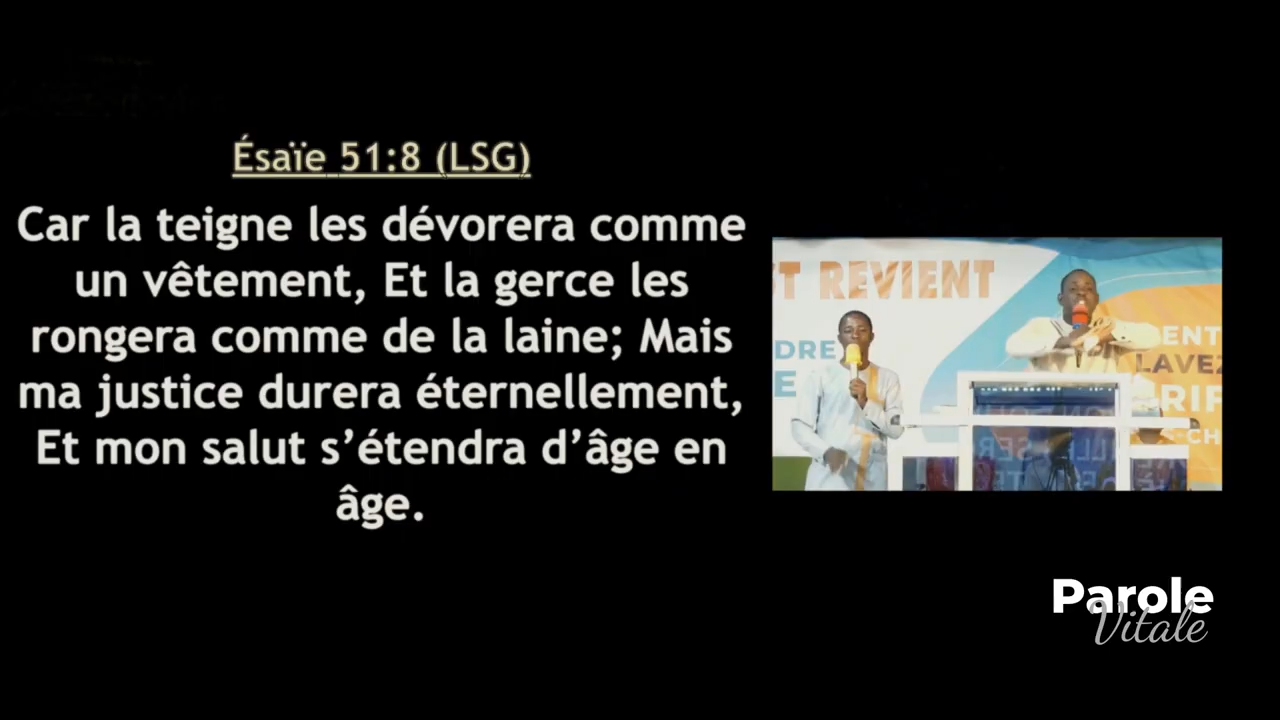 Ésaïe 51:8 (LSG)
Car la teigne les dévorera comme
un vêtement, Et la gerce les
rongera comme de la laine; Mais
ma justice durera éternellement,
Et mon salut s’étendra d’âge en
âge.
REVIENT
LAVEZ
Parole
Vitale